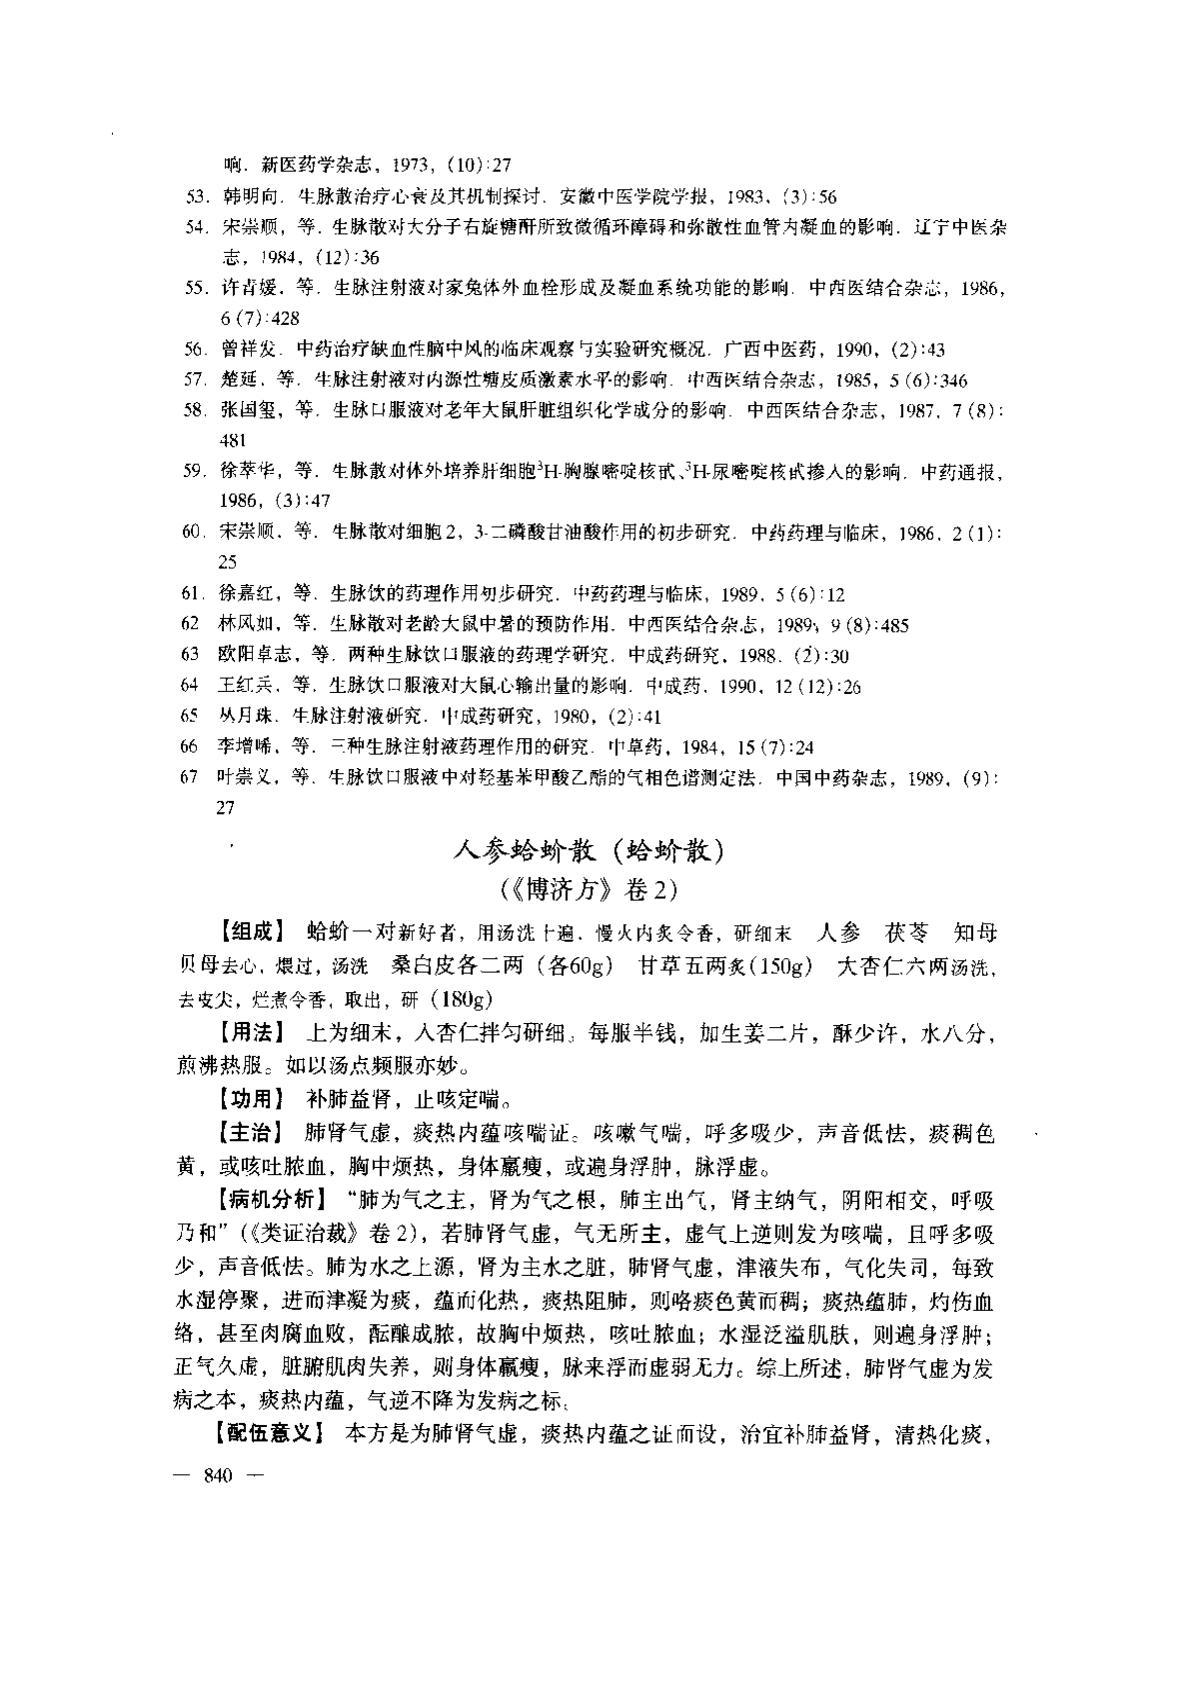 响. 新医药学杂志, 1973, (10):27
53. 韩明向. 生脉散治疗心衰及其机制探讨. 安徽中医学院学报, 1983, (3):56
54. 宋崇顺, 等. 生脉散对大分子右旋糖酐所致微循环障碍和弥散性血管内凝血的影响. 辽宁中医杂
志, 1984, (12):36
55. 许青媛, 等. 生脉注射液对家兔体外血栓形成及凝血系统功能的影响. 中西医结合杂志, 1986,
6 (7):428
56. 曾祥发. 中药治疗缺血性脑中风的临床观察与实验研究概况. 广西中医药, 1990, (2):43
57. 楚延, 等. 生脉注射液对内源性糖皮质激素水平的影响. 中西医结合杂志, 1985, 5 (6):346
58. 张国玺, 等. 生脉口服液对老年大鼠肝脏组织化学成分的影响. 中西医结合杂志, 1987, 7 (8):
481
59. 徐萃华, 等. 生脉散对体外培养肝细胞³H-胸腺嘧啶核甙、³H-尿嘧啶核甙掺入的影响. 中药通报,
1986, (3):47
60. 宋崇顺, 等. 生脉散对细胞2, 3-二磷酸甘油酸作用的初步研究. 中药药理与临床, 1986, 2 (1):
25
61. 徐嘉红, 等. 生脉饮的药理作用初步研究. 中药药理与临床, 1989, 5 (6):12
62 林凤如, 等. 生脉散对老龄大鼠中暑的预防作用. 中西医结合杂志, 1989, 9 (8):485
63 欧阳卓志, 等. 两种生脉饮口服液的药理学研究. 中成药研究, 1988, (2):30
64 王红兵, 等. 生脉饮口服液对大鼠心输出量的影响. 中成药, 1990, 12 (12):26
65 丛月珠. 生脉注射液研究. 中成药研究, 1980, (2):41
66 李增晞, 等. 三种生脉注射液药理作用的研究. 中草药, 1984, 15 (7):24
67 叶崇义, 等. 生脉饮口服液中对羟基苯甲酸乙酯的气相色谱测定法. 中国中药杂志, 1989, (9):
27
人参蛤蚧散（蛤蚧散）
（《博济方》卷2）
【组成】 蛤蚧一对新好者，用汤洗十遍，慢火内炙令香，研细末 人参 茯苓 知母
贝母去心，煨过，汤洗 桑白皮各二两（各60g） 甘草五两炙（150g） 大杏仁六两汤洗，
去皮尖，烂煮令香，取出，研（180g）
【用法】 上为细末，入杏仁拌匀研细。每服半钱，加生姜二片，酥少许，水八分，
煎沸热服。如以汤点频服亦妙。
【功用】 补肺益肾，止咳定喘。
【主治】 肺肾气虚，痰热内蕴咳喘证。咳嗽气喘，呼多吸少，声音低怯，痰稠色
黄，或咳吐脓血，胸中烦热，身体羸瘦，或遍身浮肿，脉浮虚。
【病机分析】 “肺为气之主，肾为气之根，肺主出气，肾主纳气，阴阳相交，呼吸
乃和”（《类证治裁》卷2），若肺肾气虚，气无所主，虚气上逆则发为咳喘，且呼多吸
少，声音低怯。肺为水之上源，肾为主水之脏，肺肾气虚，津液失布，气化失司，每致
水湿停聚，进而津凝为痰，蕴而化热，痰热阻肺，则咯痰色黄而稠；痰热蕴肺，灼伤血
络，甚至肉腐血败，酝酿成脓，故胸中烦热，咳吐脓血；水湿泛溢肌肤，则遍身浮肿；
正气久虚，脏腑肌肉失养，则身体羸瘦，脉来浮而虚弱无力。综上所述，肺肾气虚为发
病之本，痰热内蕴，气逆不降为发病之标。
【配伍意义】 本方是为肺肾气虚，痰热内蕴之证而设，治宜补肺益肾，清热化痰，
— 840 —